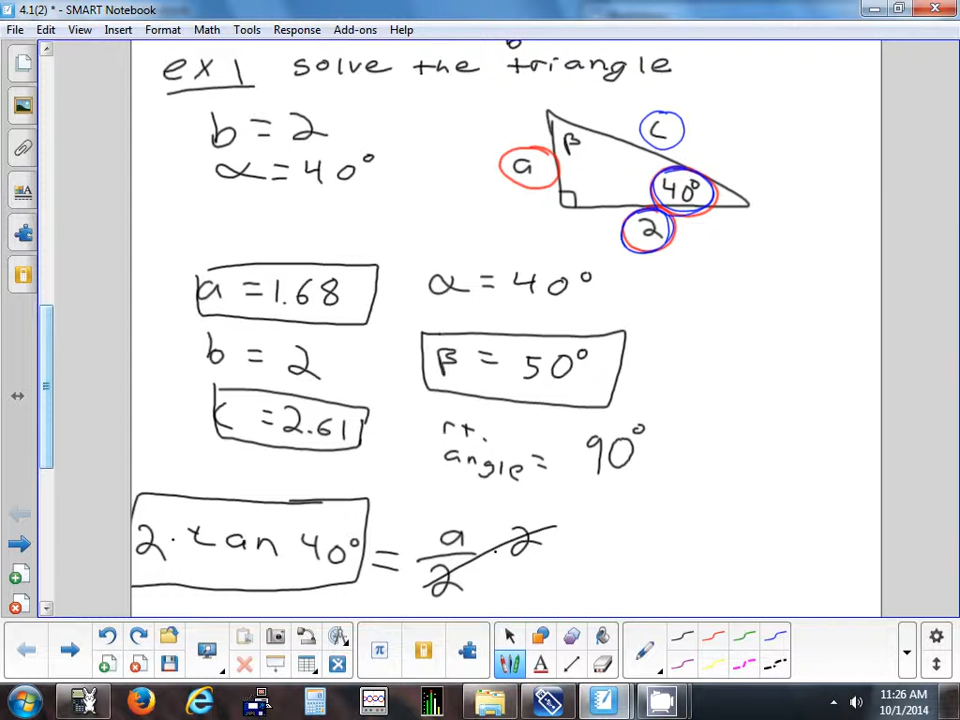 4.1(2) * - SMART Notebook
File Edit View Insert Format Math Tools Response Add-ons Help
ex 1 solve the triangle
b = 2
α = 40°
β
c
a
40°
2
a = 1.68
α = 40°
b = 2
β = 50°
c = 2.61
rt.
angle = 90°
2 · tan 40° = a/2 · 2
11:26 AM
10/1/2014